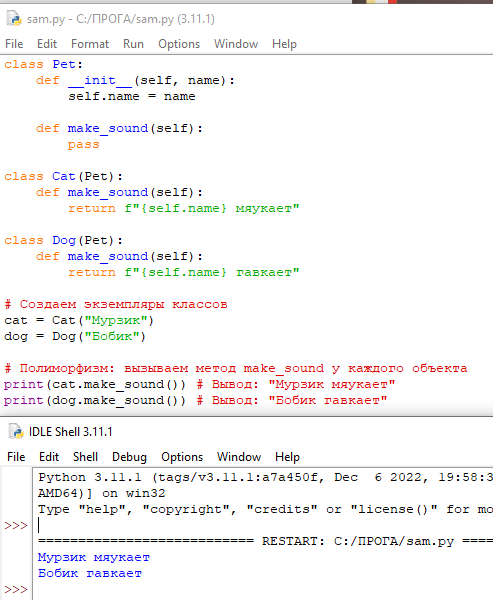 sam.py - C:/ПРОГА/sam.py (3.11.1)
File Edit Format Run Options Window Help
class Pet:
    def __init__(self, name):
        self.name = name

    def make_sound(self):
        pass

class Cat(Pet):
    def make_sound(self):
        return f"{self.name} мяукает"

class Dog(Pet):
    def make_sound(self):
        return f"{self.name} гавкает"

# Создаем экземпляры классов
cat = Cat("Мурзик")
dog = Dog("Бобик")

# Полиморфизм: вызываем метод make_sound у каждого объекта
print(cat.make_sound()) # Вывод: "Мурзик мяукает"
print(dog.make_sound()) # Вывод: "Бобик гавкает"
IDLE Shell 3.11.1
File Edit Shell Debug Options Window Help
Python 3.11.1 (tags/v3.11.1:a7a450f, Dec  6 2022, 19:58:3
AMD64)] on win32
Type "help", "copyright", "credits" or "license()" for mo
>>>
=========================== RESTART: C:/ПРОГА/sam.py ====
Мурзик мяукает
Бобик гавкает
>>>